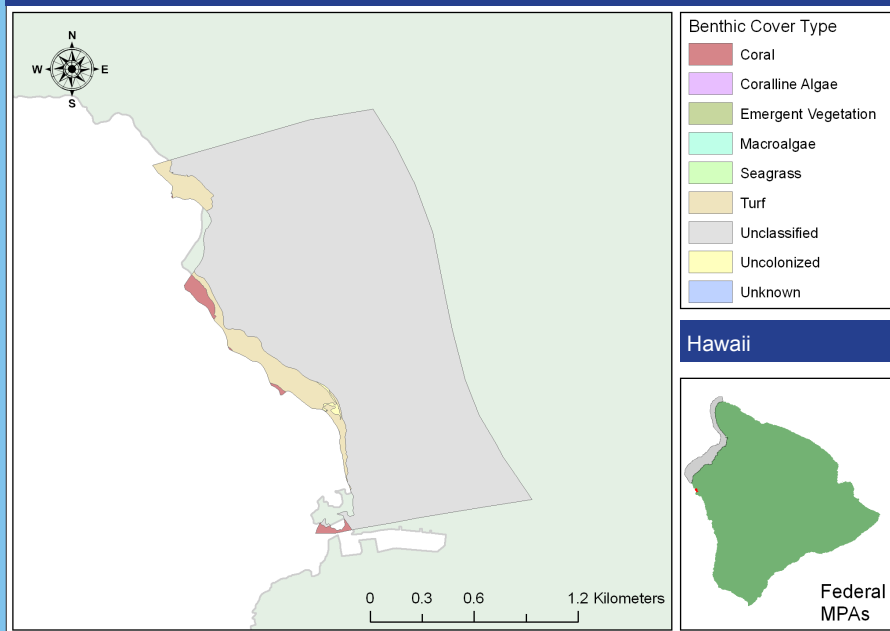 N
W E
S
0 0.3 0.6 1.2 Kilometers
Benthic Cover Type
Coral
Coralline Algae
Emergent Vegetation
Macroalgae
Seagrass
Turf
Unclassified
Uncolonized
Unknown
Hawaii
Federal
MPAs